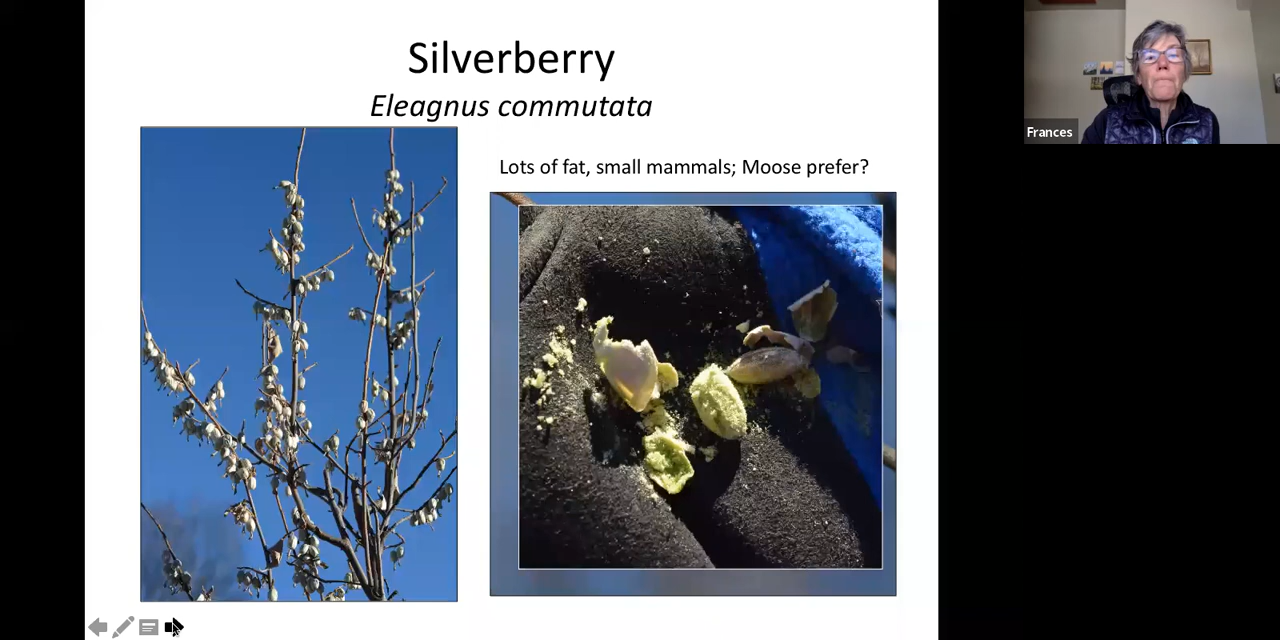 Silverberry
Eleagnus commutata
Lots of fat, small mammals; Moose prefer?
Frances